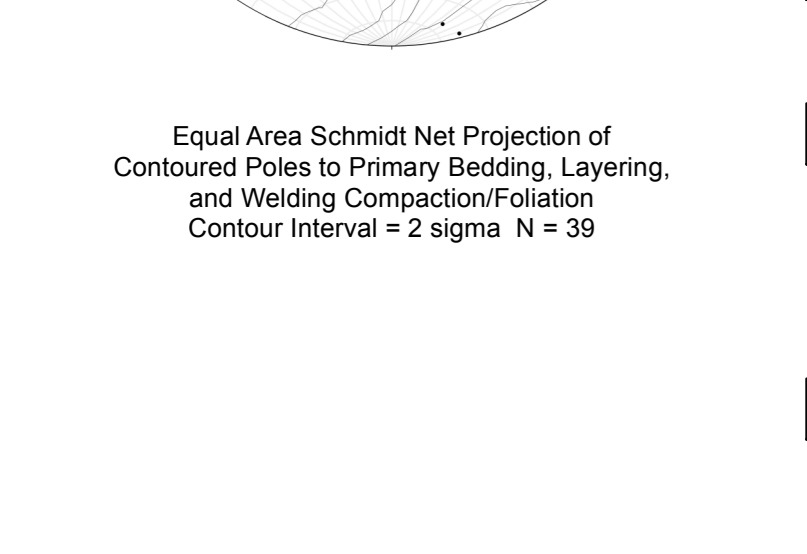 Equal Area Schmidt Net Projection of
Contoured Poles to Primary Bedding, Layering,
and Welding Compaction/Foliation
Contour Interval = 2 sigma  N = 39